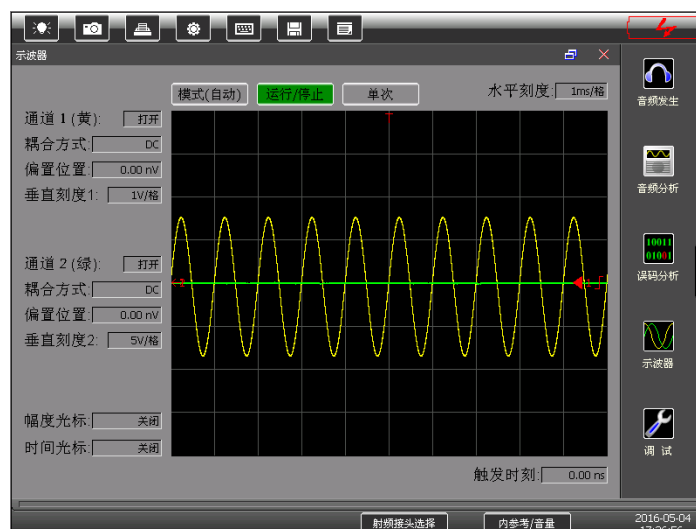 示波器
模式(自动)
运行/停止
单次
水平刻度:
1ms/格
通道 1 (黄):
打开
耦合方式:
DC
偏置位置:
0.00 nV
垂直刻度1:
1V/格
通道 2 (绿):
打开
耦合方式:
DC
偏置位置:
0.00 nV
垂直刻度2:
5V/格
幅度光标:
关闭
时间光标:
关闭
触发时刻:
0.00 ns
音频发生
音频分析
10011
01001
误码分析
示波器
调 试
射频接头选择
内参考/音量
2016-05-04